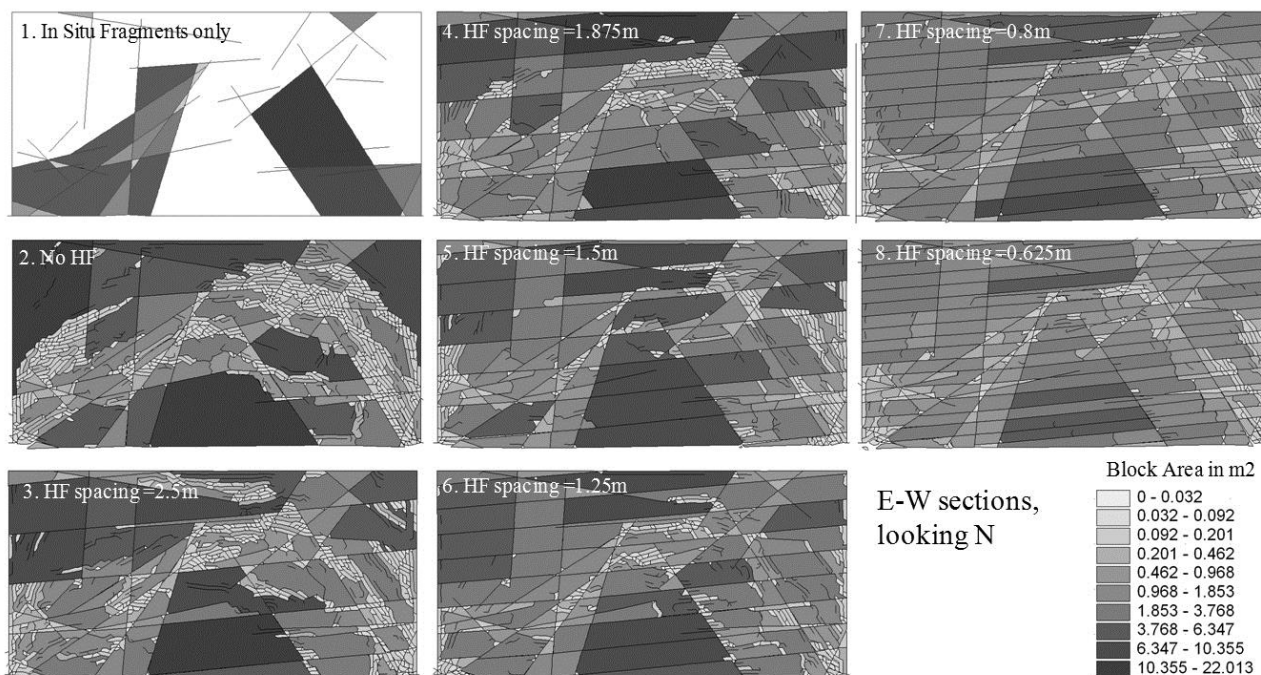 1. In Situ Fragments only
2. No HF
3. HF spacing =2.5m
4. HF spacing =1.875m
5. HF spacing =1.5m
6. HF spacing =1.25m
7. HF spacing =0.8m
8. HF spacing =0.625m
E-W sections,
looking N
Block Area in m2
0 - 0.032
0.032 - 0.092
0.092 - 0.201
0.201 - 0.462
0.462 - 0.968
0.968 - 1.853
1.853 - 3.768
3.768 - 6.347
6.347 - 10.355
10.355 - 22.013